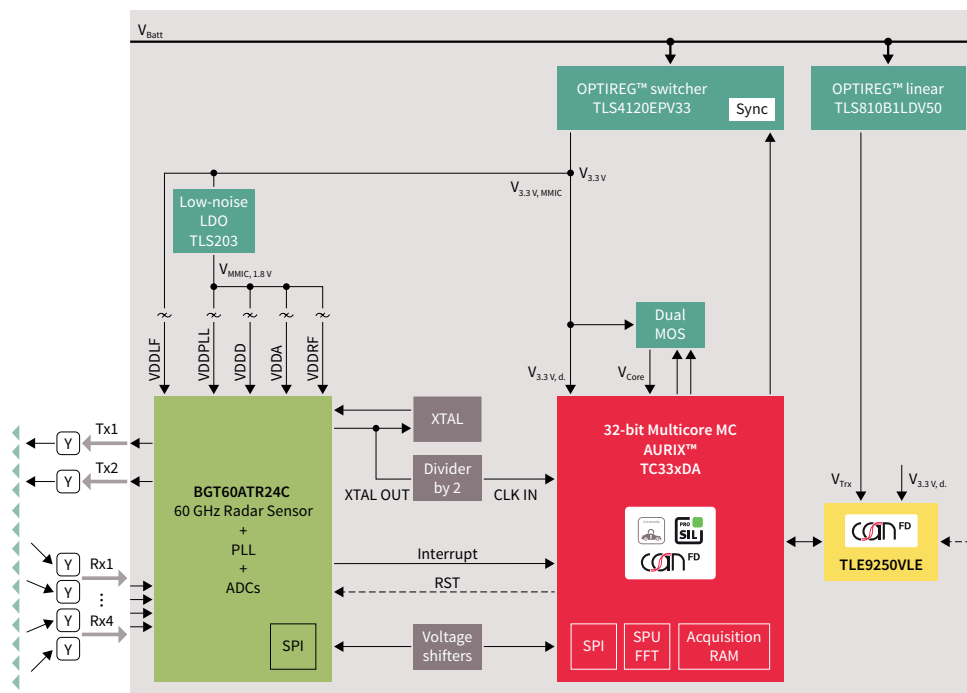 VBatt
OPTIREG™ switcher
TLS4120EPV33
Sync
OPTIREG™ linear
TLS810B1LDV50
V3.3 V
V3.3 V, MMIC
Low-noise
LDO
TLS203
VMMIC, 1.8 V
VDDLF
VDDPLL
VDDD
VDDA
VDDRF
Dual
MOS
V3.3 V, d.
VCore
XTAL
XTAL OUT
Divider
by 2
CLK IN
Tx1
Y
Tx2
Y
BGT60ATR24C
60 GHz Radar Sensor
+
PLL
+
ADCs
SPI
32-bit Multicore MC
AURIX™
TC33xDA
PRO
SIL
CAN FD
VTrx
V3.3 V, d.
CAN FD
TLE9250VLE
Interrupt
RST
Y
Rx1
Y
...
Y
Rx4
Y
Voltage
shifters
SPI
SPU
FFT
Acquisition
RAM